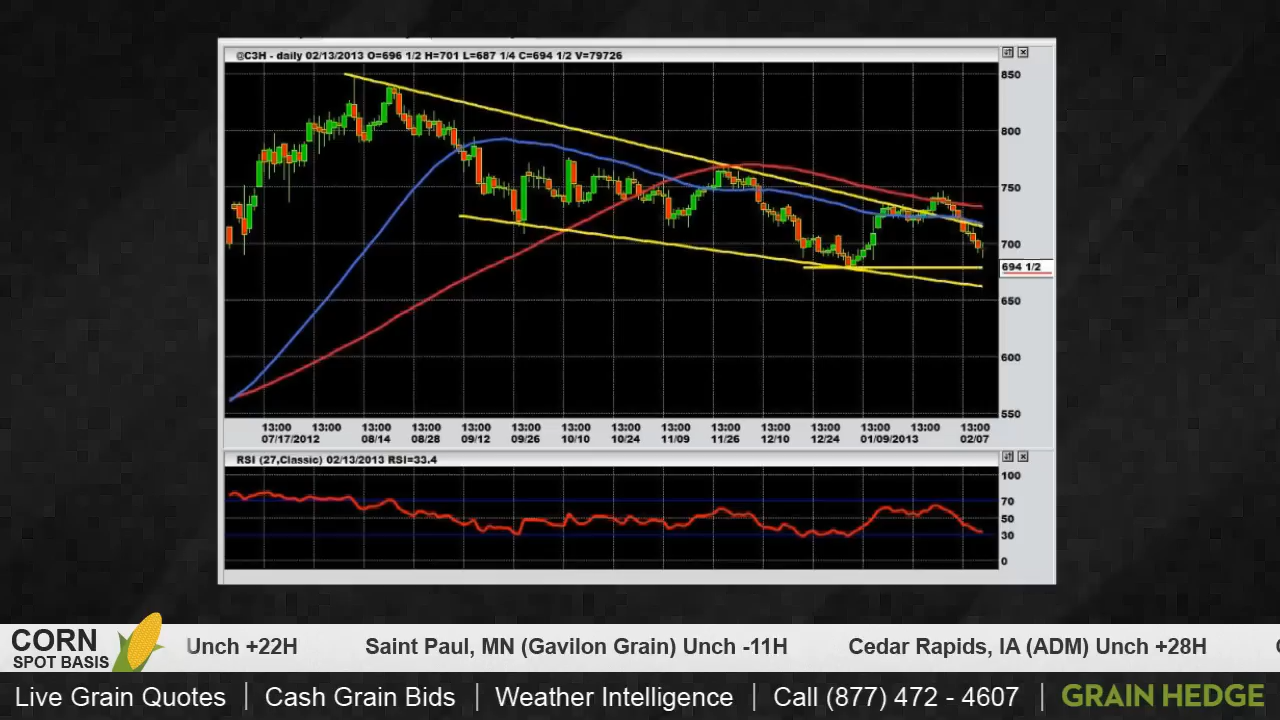 @C3H - daily 02/13/2013 O=696 1/2 H=701 L=687 1/4 C=694 1/2 V=79726
850
800
750
700
694 1/2
650
600
550
13:00 13:00 13:00 13:00 13:00 13:00 13:00 13:00 13:00 13:00 13:00 13:00 13:00 13:00 13:00
07/17/2012 08/14 08/28 09/12 09/26 10/10 10/24 11/09 11/26 12/10 12/24 01/09/2013 02/07
RSI (27,Classic) 02/13/2013 RSI=33.4
100
70
50
30
0
CORN
SPOT BASIS
Unch +22H Saint Paul, MN (Gavilon Grain) Unch -11H Cedar Rapids, IA (ADM) Unch +28H
Live Grain Quotes | Cash Grain Bids | Weather Intelligence | Call (877) 472 - 4607 | GRAIN HEDGE